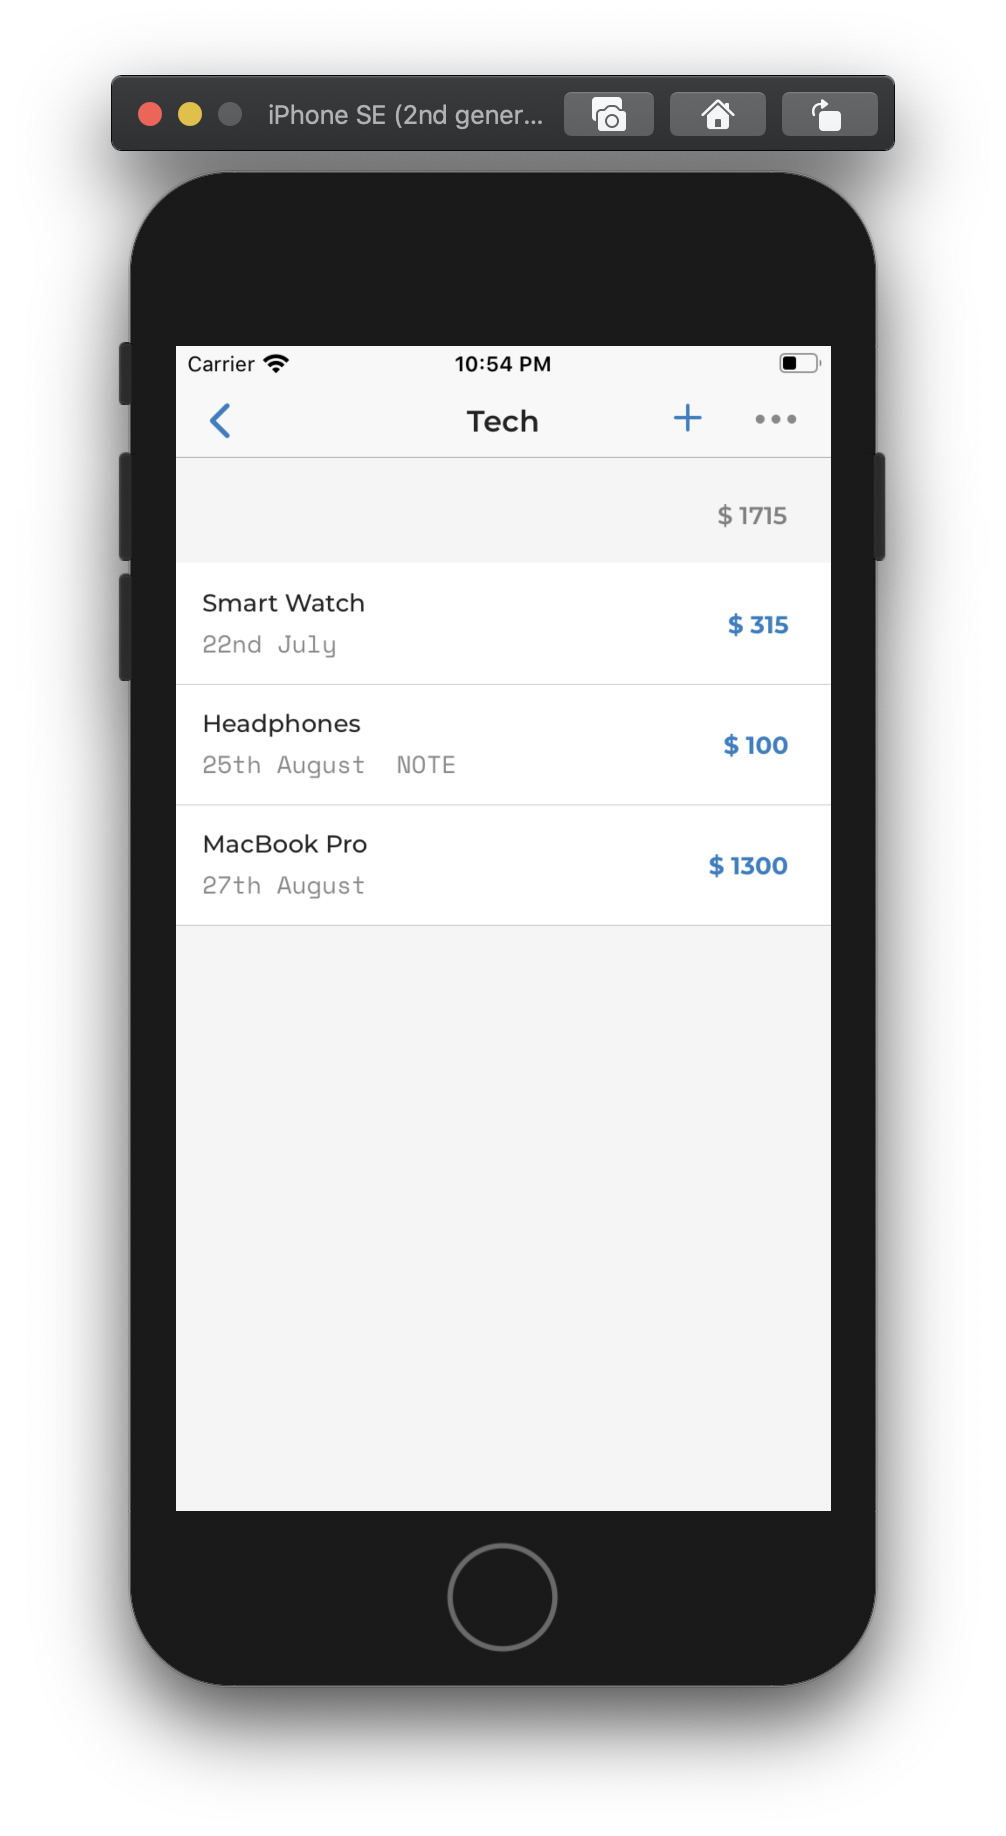 iPhone SE (2nd gener...
Carrier 10:54 PM
Tech
$ 1715
Smart Watch
$ 315
22nd July
Headphones
$ 100
25th August NOTE
MacBook Pro
$ 1300
27th August